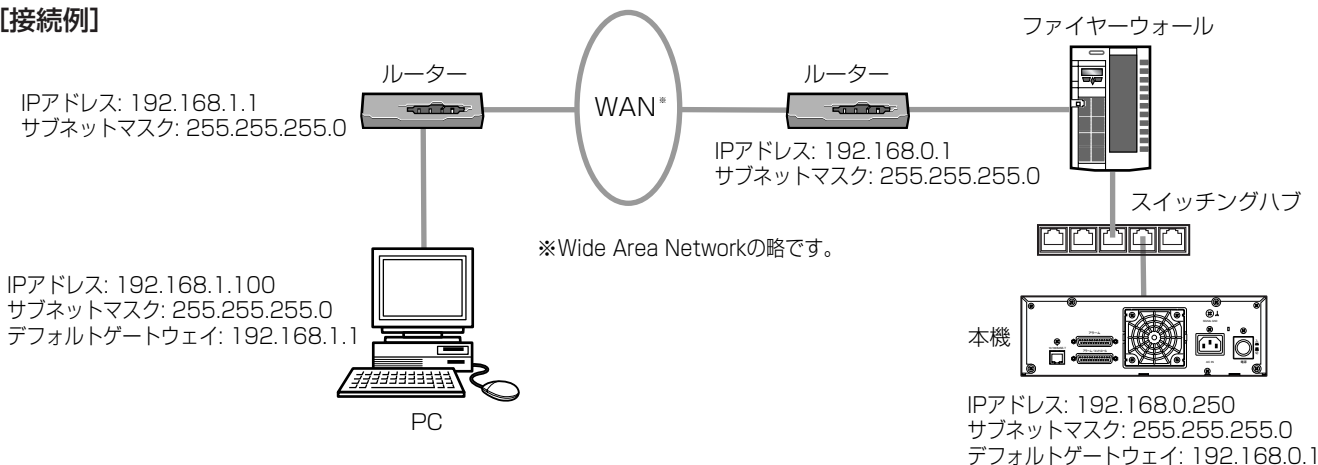 [接続例]
ファイヤーウォール
ルーター
IPアドレス: 192.168.1.1
サブネットマスク: 255.255.255.0
WAN※
ルーター
IPアドレス: 192.168.0.1
サブネットマスク: 255.255.255.0
スイッチングハブ
※Wide Area Networkの略です。
IPアドレス: 192.168.1.100
サブネットマスク: 255.255.255.0
デフォルトゲートウェイ: 192.168.1.1
PC
本機
アラーム
IPアドレス: 192.168.0.250
サブネットマスク: 255.255.255.0
デフォルトゲートウェイ: 192.168.0.1